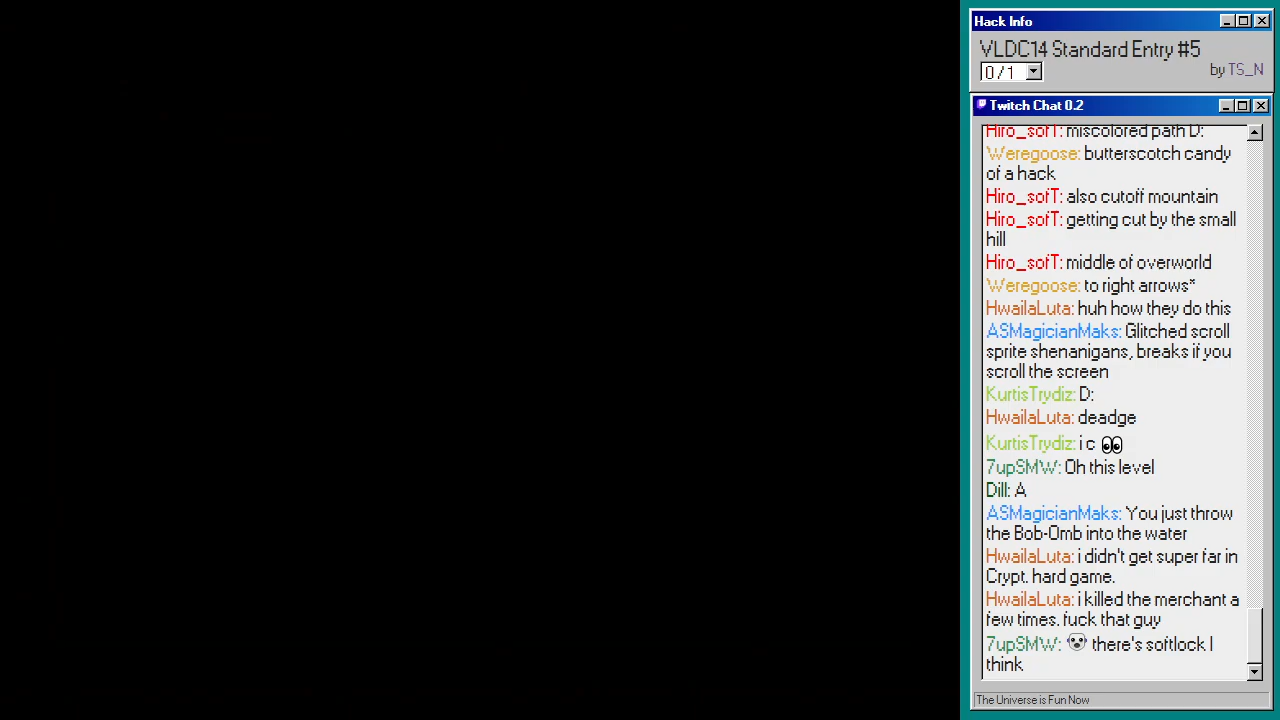 Hack Info
VLDC14 Standard Entry #5
0/1
by TS_N
Twitch Chat 0.2
Hiro_sofT: miscolored path D:
Weregoose: butterscotch candy
of a hack
Hiro_sofT: also cutoff mountain
Hiro_sofT: getting cut by the small
hill
Hiro_sofT: middle of overworld
Weregoose: to right arrows*
HwailaLuta: huh how they do this
ASMagicianMaks: Glitched scroll
sprite shenanigans, breaks if you
scroll the screen
KurtisTrydiz: D:
HwailaLuta: deadge
KurtisTrydiz: i c
7upSMW: Oh this level
Dill: A
ASMagicianMaks: You just throw
the Bob-Omb into the water
HwailaLuta: i didn't get super far in
Crypt. hard game.
HwailaLuta: i killed the merchant a
few times. fuck that guy
7upSMW: there's softlock I
think
The Universe is Fun Now